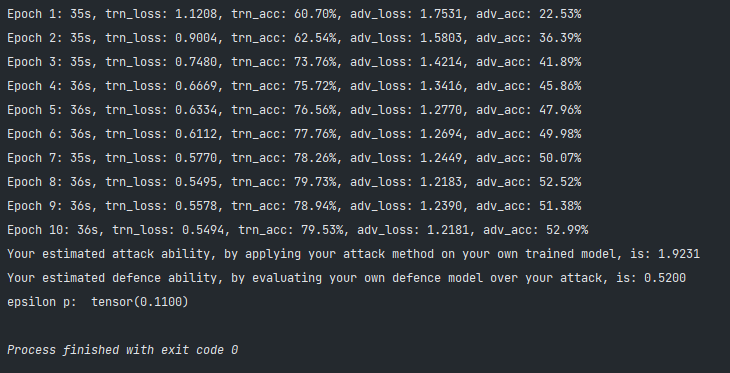 Epoch 1: 35s, trn_loss: 1.1208, trn_acc: 60.70%, adv_loss: 1.7531, adv_acc: 22.53%
Epoch 2: 35s, trn_loss: 0.9004, trn_acc: 62.54%, adv_loss: 1.5803, adv_acc: 36.39%
Epoch 3: 35s, trn_loss: 0.7480, trn_acc: 73.76%, adv_loss: 1.4214, adv_acc: 41.89%
Epoch 4: 36s, trn_loss: 0.6669, trn_acc: 75.72%, adv_loss: 1.3416, adv_acc: 45.86%
Epoch 5: 36s, trn_loss: 0.6334, trn_acc: 76.56%, adv_loss: 1.2770, adv_acc: 47.96%
Epoch 6: 36s, trn_loss: 0.6112, trn_acc: 77.76%, adv_loss: 1.2694, adv_acc: 49.98%
Epoch 7: 35s, trn_loss: 0.5770, trn_acc: 78.26%, adv_loss: 1.2449, adv_acc: 50.07%
Epoch 8: 36s, trn_loss: 0.5495, trn_acc: 79.73%, adv_loss: 1.2183, adv_acc: 52.52%
Epoch 9: 36s, trn_loss: 0.5578, trn_acc: 78.94%, adv_loss: 1.2390, adv_acc: 51.38%
Epoch 10: 36s, trn_loss: 0.5494, trn_acc: 79.53%, adv_loss: 1.2181, adv_acc: 52.99%
Your estimated attack ability, by applying your attack method on your own trained model, is: 1.9231
Your estimated defence ability, by evaluating your own defence model over your attack, is: 0.5200
epsilon p:  tensor(0.1100)
Process finished with exit code 0